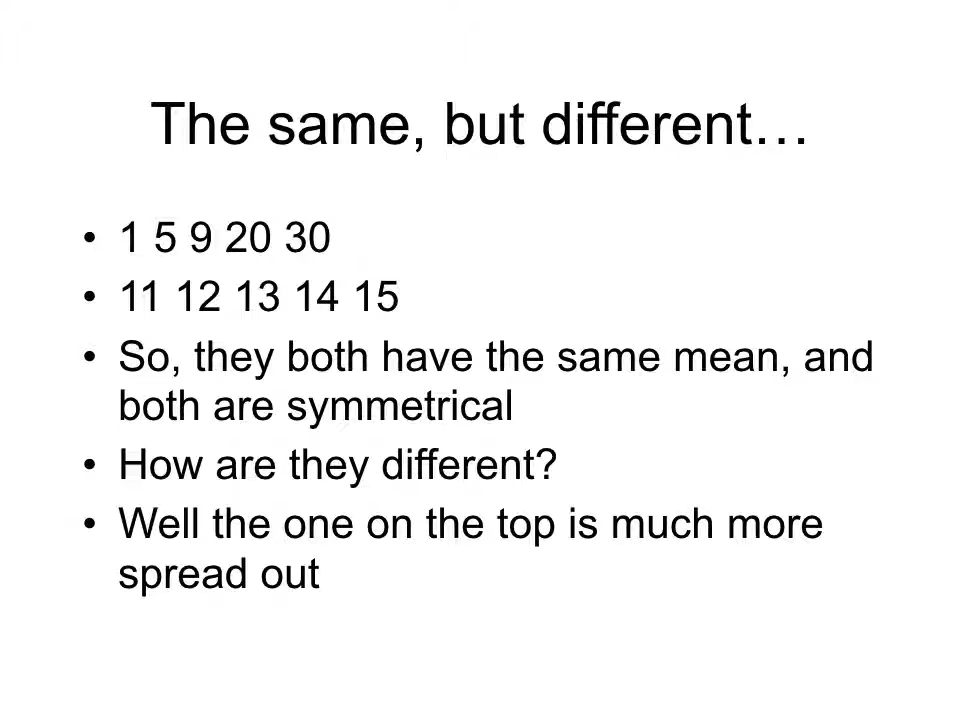 The same, but different…
• 1 5 9 20 30
• 11 12 13 14 15
• So, they both have the same mean, and
both are symmetrical
• How are they different?
• Well the one on the top is much more
spread out